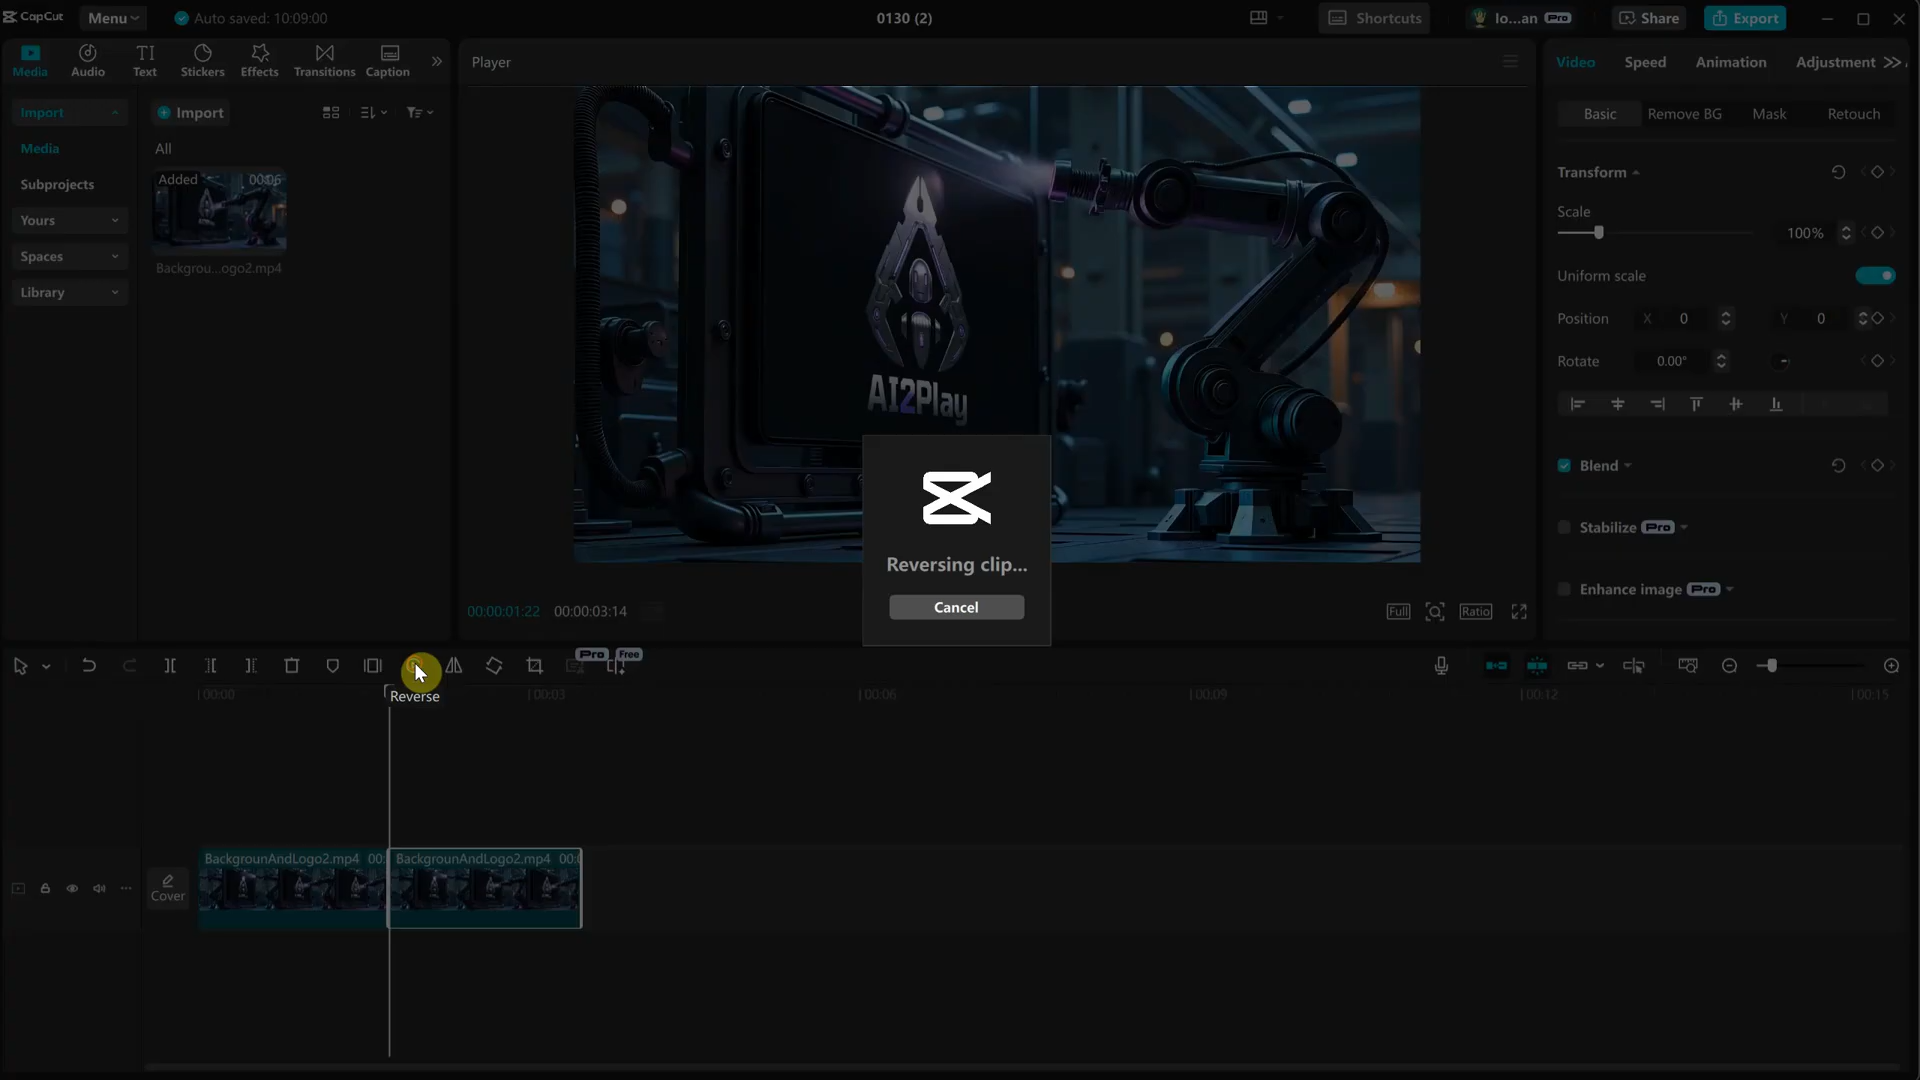 CapCut
Menu
Auto saved: 10:09:00
0130 (2)
Shortcuts
lo...an
Pro
Share
Export
Media
Audio
Text
Stickers
Effects
Transitions
Caption
Player
Video
Speed
Animation
Adjustment
Import
Import
Basic
Remove BG
Mask
Retouch
Media
All
Subprojects
Added
00:06
Transform
Yours
Scale
100%
Spaces
Backgrou...ogo2.mp4
Uniform scale
Library
Position
X
0
Y
0
Rotate
0.00°
AI2Play
Blend
Stabilize
Pro
Reversing clip...
Enhance image
Pro
Cancel
00:00:01:22
00:00:03:14
Full
Ratio
Pro
Free
Reverse
00:00
00:03
00:06
00:09
00:12
00:15
BackgrounAndLogo2.mp4
00:
BackgrounAndLogo2.mp4
Cover